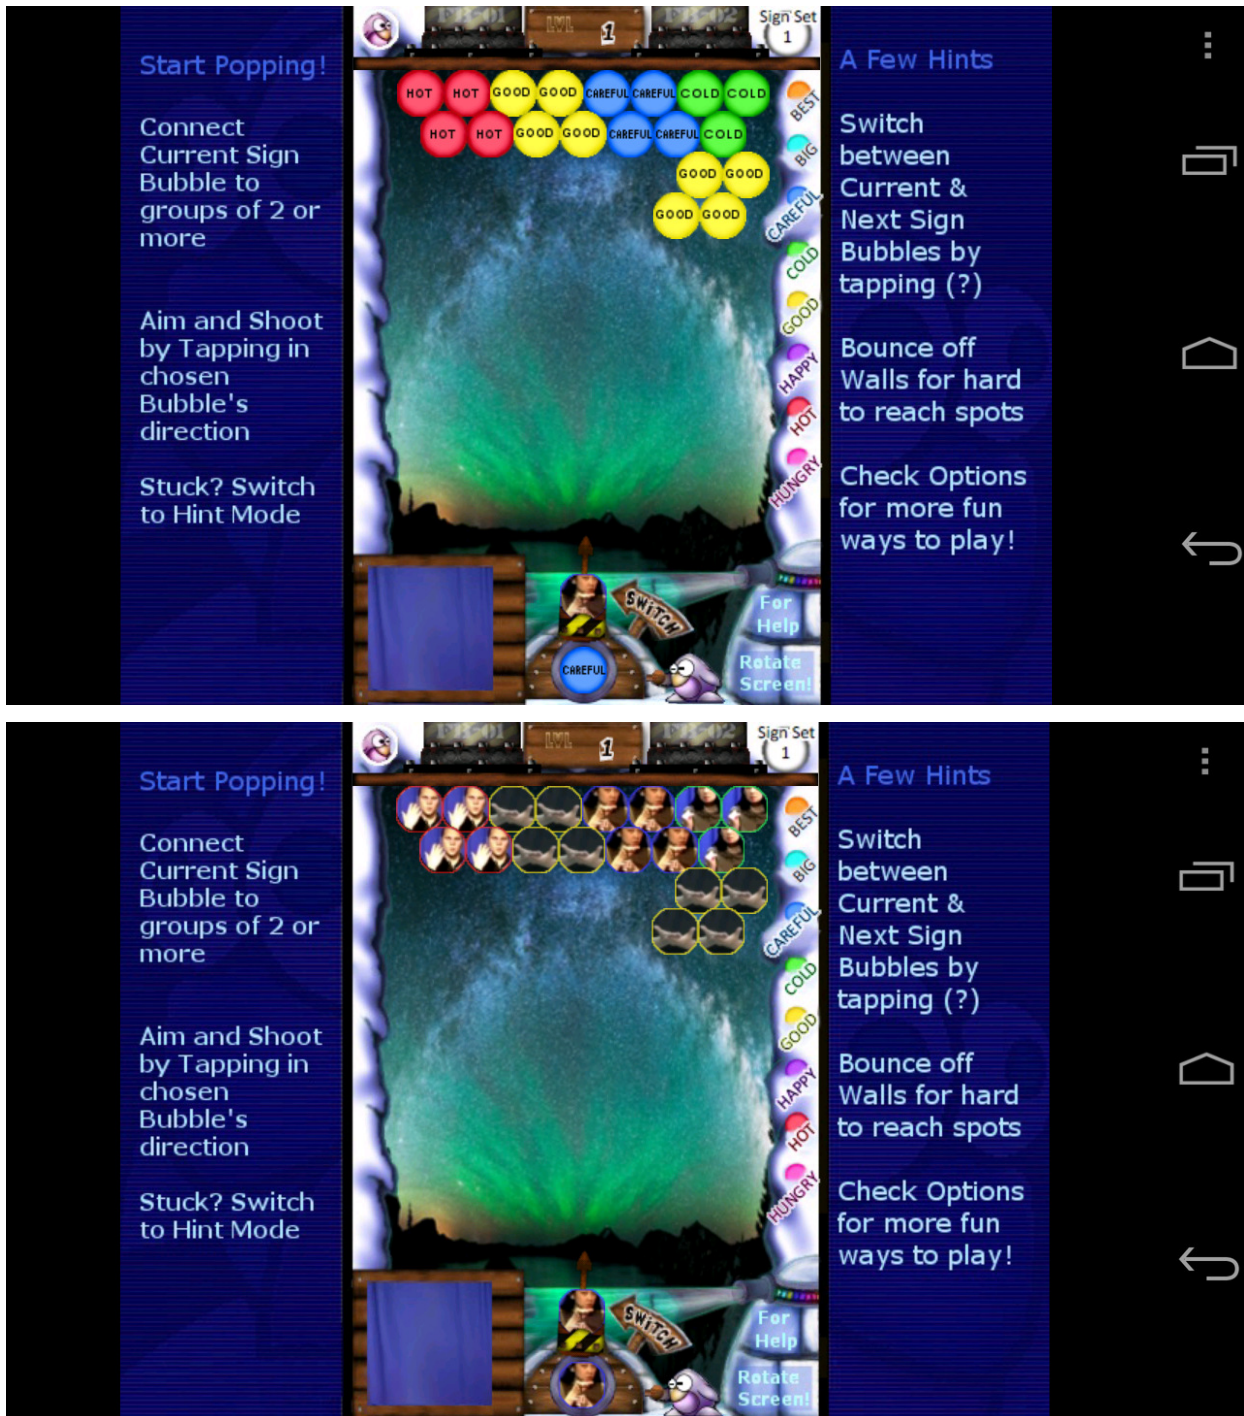 Start Popping!
Connect
Current Sign
Bubble to
groups of 2 or
more
Aim and Shoot
by Tapping in
chosen
Bubble's
direction
Stuck? Switch
to Hint Mode
LVL 1
Sign Set
1
HOT HOT GOOD GOOD CAREFUL CAREFUL COLD COLD
HOT HOT GOOD GOOD CAREFUL CAREFUL COLD
GOOD GOOD
GOOD GOOD
BEST
BIG
CAREFUL
COLD
GOOD
HAPPY
HOT
HUNGRY
SWITCH
CAREFUL
For
Help
Rotate
Screen!
A Few Hints
Switch
between
Current &
Next Sign
Bubbles by
tapping (?)
Bounce off
Walls for hard
to reach spots
Check Options
for more fun
ways to play!
Start Popping!
Connect
Current Sign
Bubble to
groups of 2 or
more
Aim and Shoot
by Tapping in
chosen
Bubble's
direction
Stuck? Switch
to Hint Mode
LVL 1
Sign Set
1
BEST
BIG
CAREFUL
COLD
GOOD
HAPPY
HOT
HUNGRY
SWITCH
For
Help
Rotate
Screen!
A Few Hints
Switch
between
Current &
Next Sign
Bubbles by
tapping (?)
Bounce off
Walls for hard
to reach spots
Check Options
for more fun
ways to play!